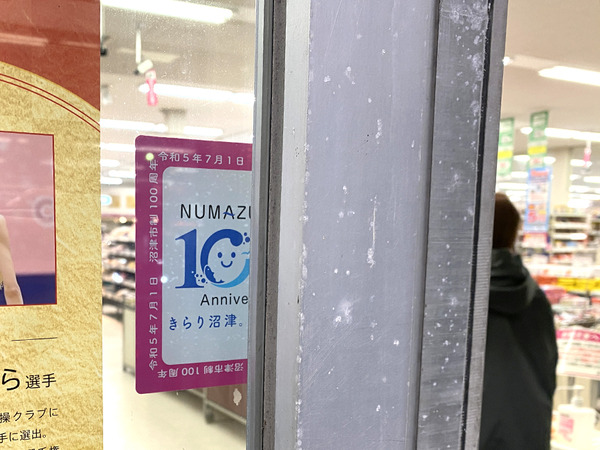 令和5年7月1日
沼津市制100周年
令和5年7月1日
NUMAZU
10
Annive
きらり沼津。
沼津市制100周年
ら選手
操クラブに
手に選出。